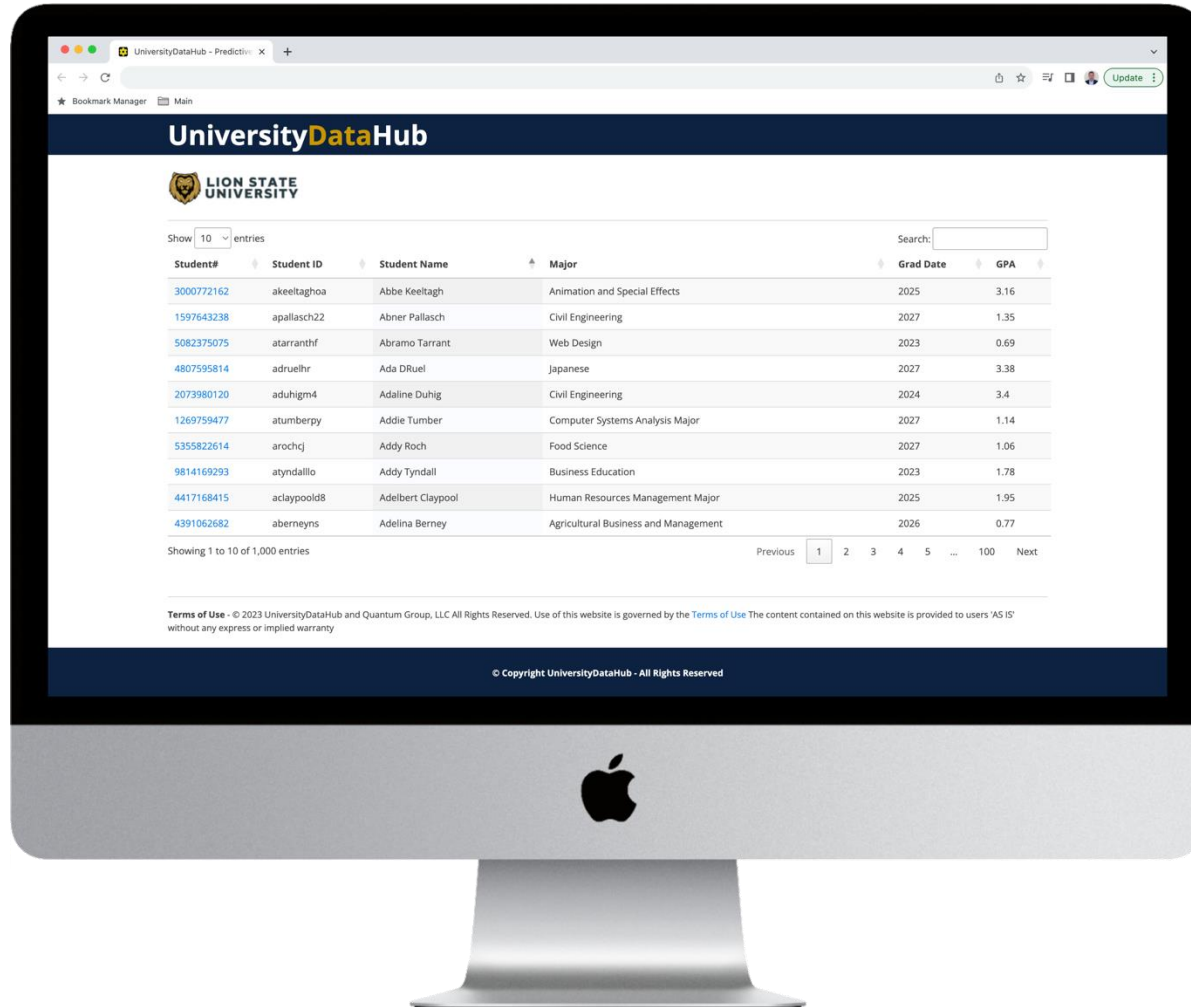 UniversityDataHub - Predictive
Update
Bookmark Manager Main
UniversityDataHub
LION STATE
UNIVERSITY
Show 10 entries Search:
Student# Student ID Student Name Major Grad Date GPA
3000772162 akeeltaghoa Abbe Keeltagh Animation and Special Effects 2025 3.16
1597643238 apallasch22 Abner Pallasch Civil Engineering 2027 1.35
5082375075 atarranthf Abramo Tarrant Web Design 2023 0.69
4807595814 adruelhr Ada DRuel Japanese 2027 3.38
2073980120 aduhigm4 Adaline Duhig Civil Engineering 2024 3.4
1269759477 atumberpy Addie Tumber Computer Systems Analysis Major 2027 1.14
5355822614 arochcj Addy Roch Food Science 2027 1.06
9814169293 atyndalllo Addy Tyndall Business Education 2023 1.78
4417168415 aclaypoold8 Adelbert Claypool Human Resources Management Major 2025 1.95
4391062682 aberneyns Adelina Berney Agricultural Business and Management 2026 0.77
Showing 1 to 10 of 1,000 entries Previous 1 2 3 4 5 ... 100 Next
Terms of Use - © 2023 UniversityDataHub and Quantum Group, LLC All Rights Reserved. Use of this website is governed by the Terms of Use The content contained on this website is provided to users 'AS IS'
without any express or implied warranty
© Copyright UniversityDataHub - All Rights Reserved